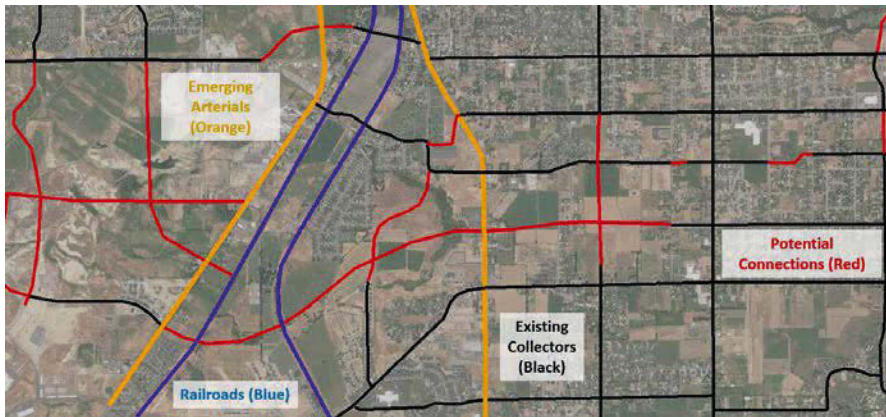 Emerging
Arterials
(Orange)
Potential
Connections (Red)
Existing
Collectors
(Black)
Railroads (Blue)